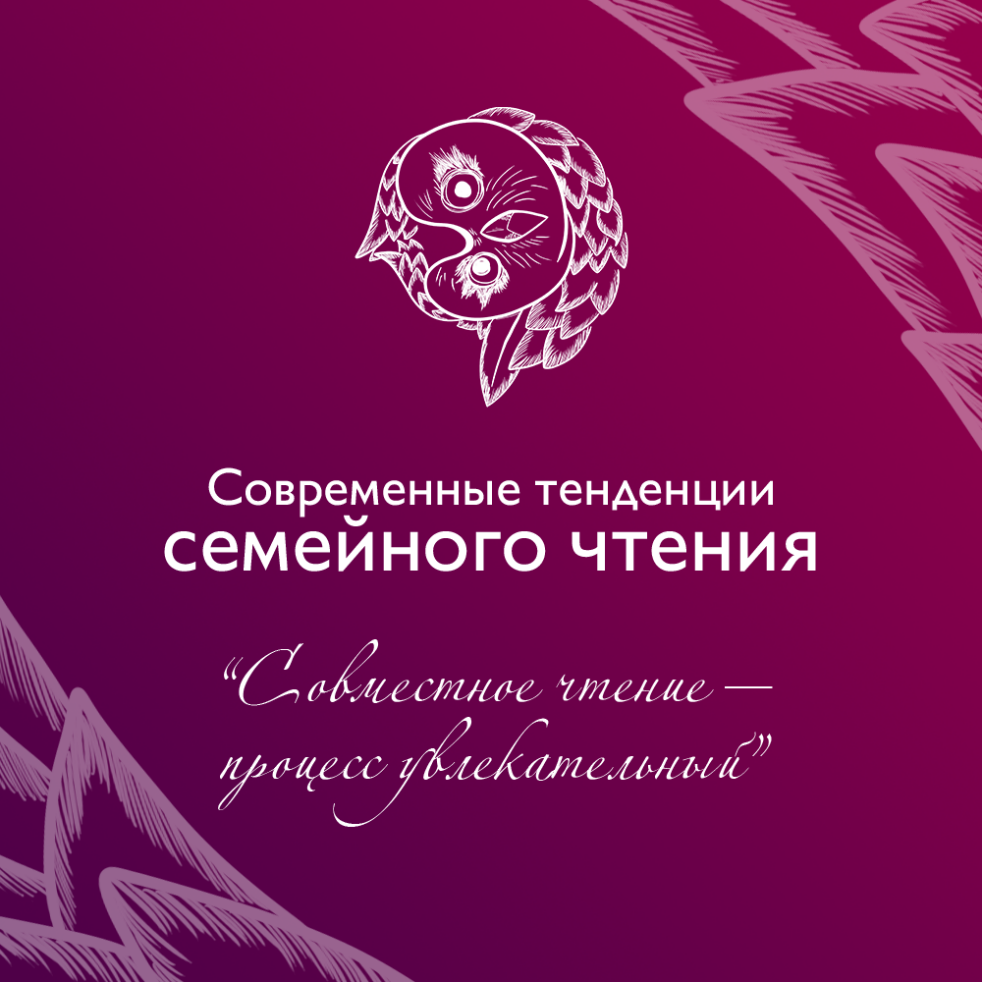 Современные тенденции
семейного чтения
“Совместное чтение —
процесс увлекательный”